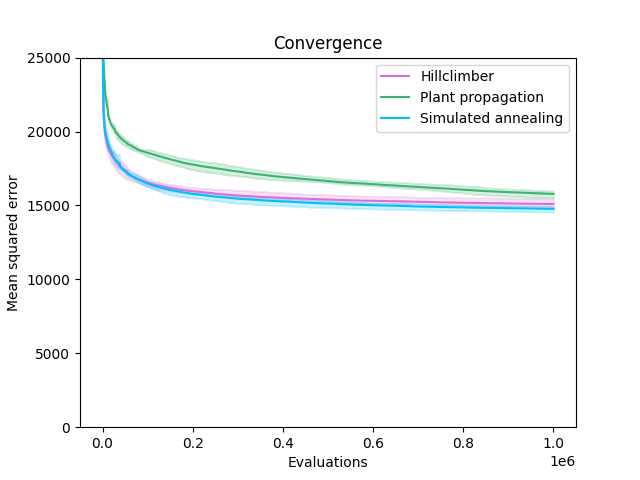 Convergence
Mean squared error
25000
20000
15000
10000
5000
0
Hillclimber
Plant propagation
Simulated annealing
0.0 0.2 0.4 0.6 0.8 1.0
1e6
Evaluations